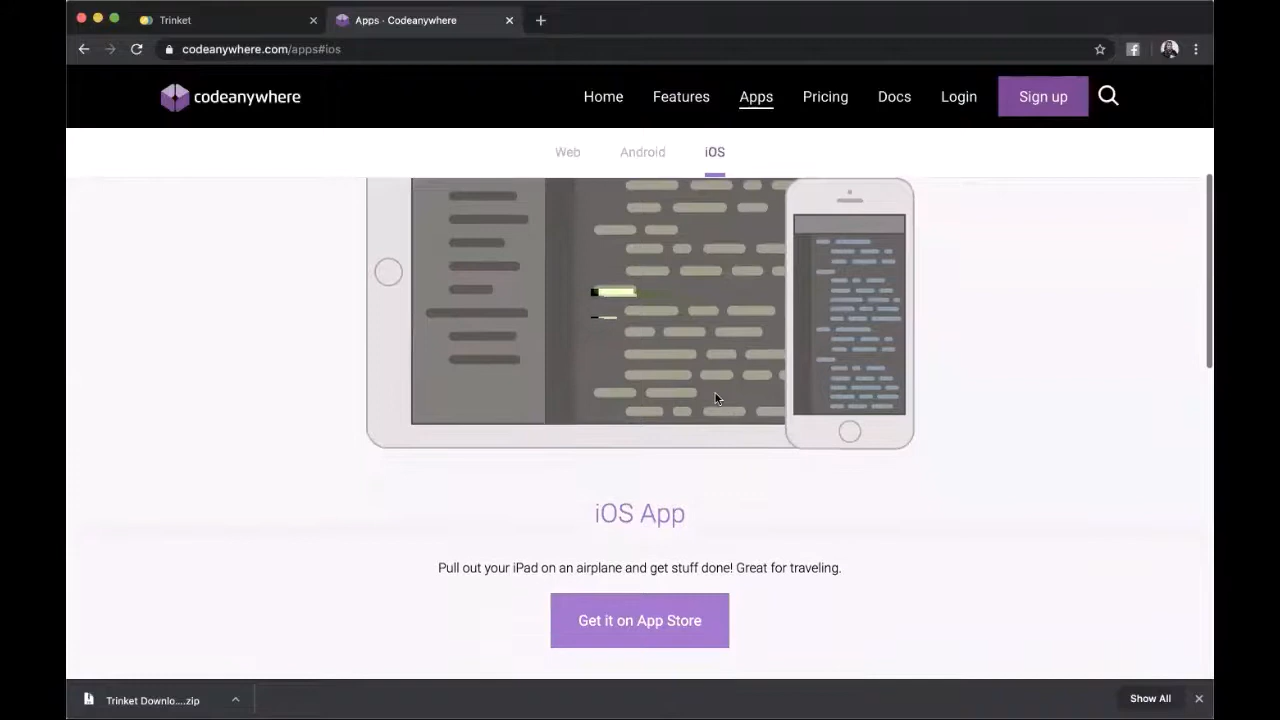 Trinket
Apps · Codeanywhere
codeanywhere.com/apps#ios
codeanywhere
Home
Features
Apps
Pricing
Docs
Login
Sign up
Web
Android
iOS
iOS App
Pull out your iPad on an airplane and get stuff done! Great for traveling.
Get it on App Store
Trinket Downlo....zip
Show All